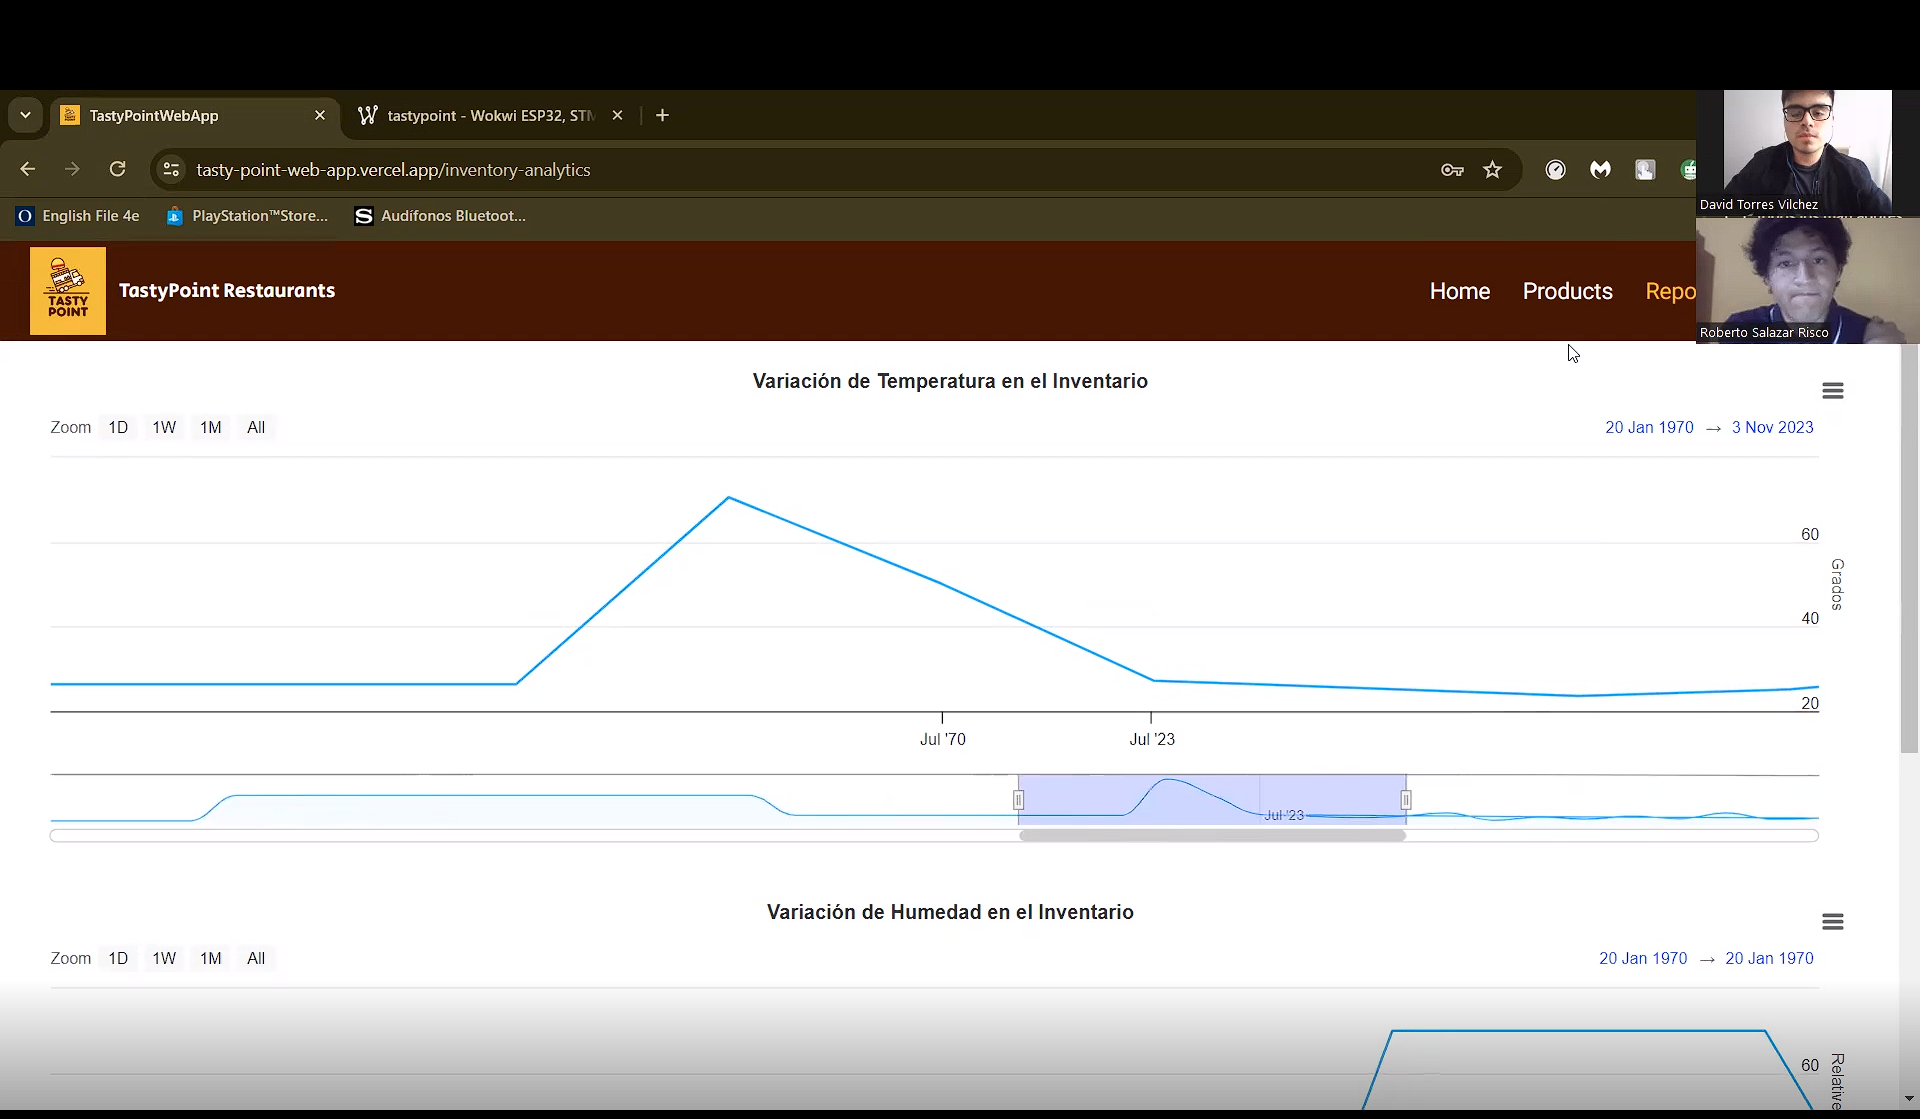 TastyPointWebApp
tastypoint - Wokwi ESP32, STM
tasty-point-web-app.vercel.app/inventory-analytics
English File 4e
PlayStation™Store...
Audífonos Bluetoot...
David Torres Vilchez
Roberto Salazar Risco
TASTY
POINT
TastyPoint Restaurants
Home
Products
Repo
Variación de Temperatura en el Inventario
Zoom 1D 1W 1M All
20 Jan 1970 → 3 Nov 2023
60
Grados
40
20
Jul '70
Jul '23
Jul '23
Variación de Humedad en el Inventario
Zoom 1D 1W 1M All
20 Jan 1970 → 20 Jan 1970
60
Relative